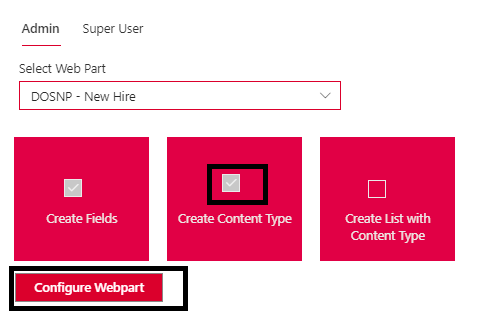 Admin Super User
Select Web Part
DOSNP - New Hire
Create Fields
Create Content Type
Create List with
Content Type
Configure Webpart